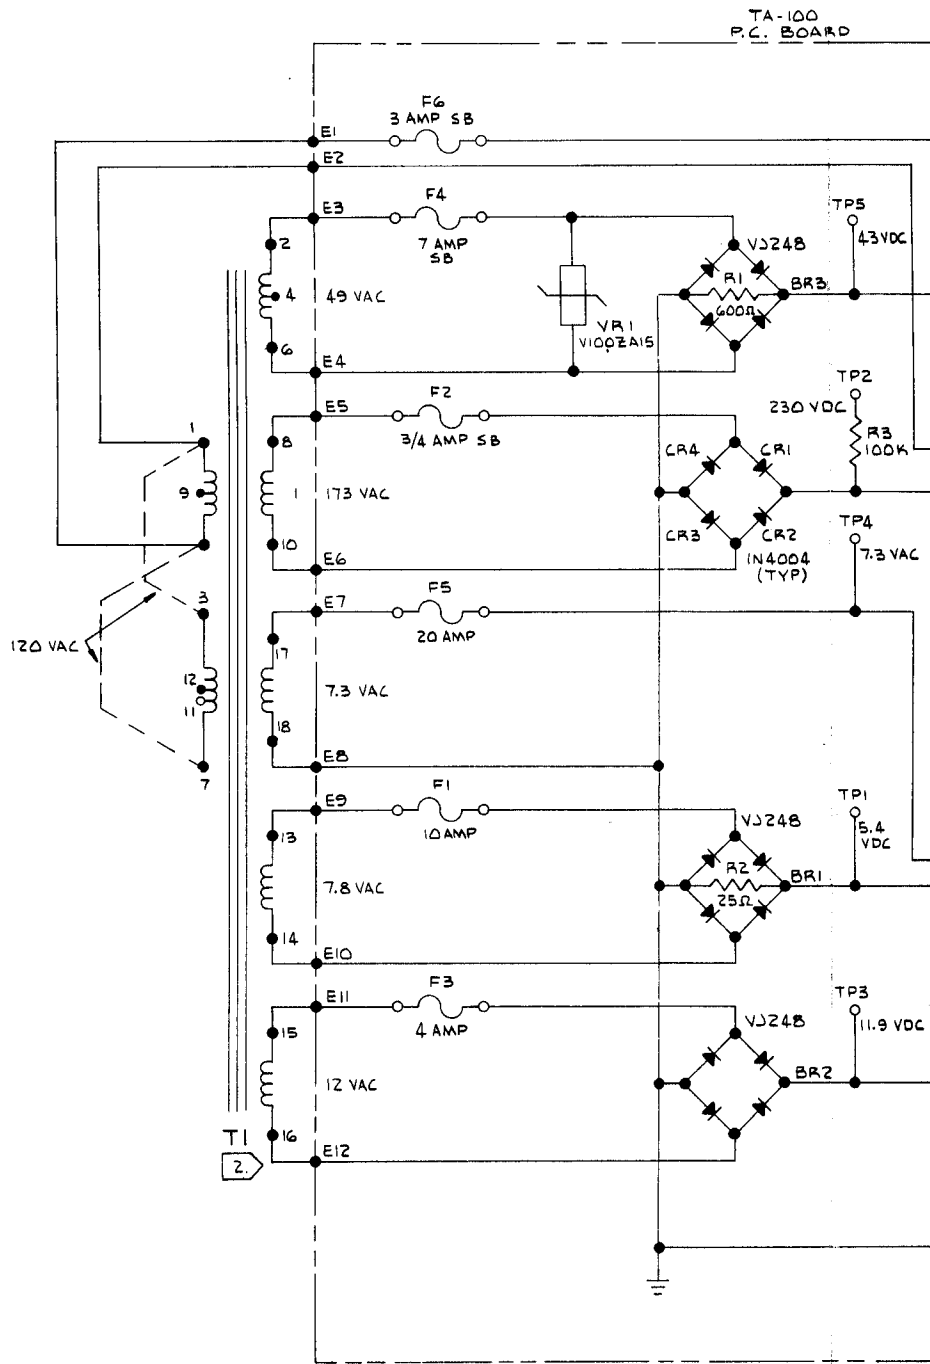 TA-100
P.C. BOARD
F6
3 AMP SB
E1
E2
E3
F4
7 AMP
SB
2
4
49 VAC
6
E4
VR1
V100ZA15
VJ248
R1
600Ω
BR3
TP5
43 VDC
E5
F2
3/4 AMP SB
8
1
173 VAC
10
E6
CR4
CR1
CR3
CR2
1N4004
(TYP)
TP2
230 VDC
R3
100K
TP4
7.3 VAC
1
9
3
120 VAC
12
11
7
E7
F5
20 AMP
17
7.3 VAC
18
E8
E9
F1
10 AMP
13
7.8 VAC
14
E10
VJ248
R2
25Ω
BR1
TP1
5.4
VDC
E11
F3
4 AMP
15
12 VAC
16
E12
VJ248
BR2
TP3
11.9 VDC
T1
2.